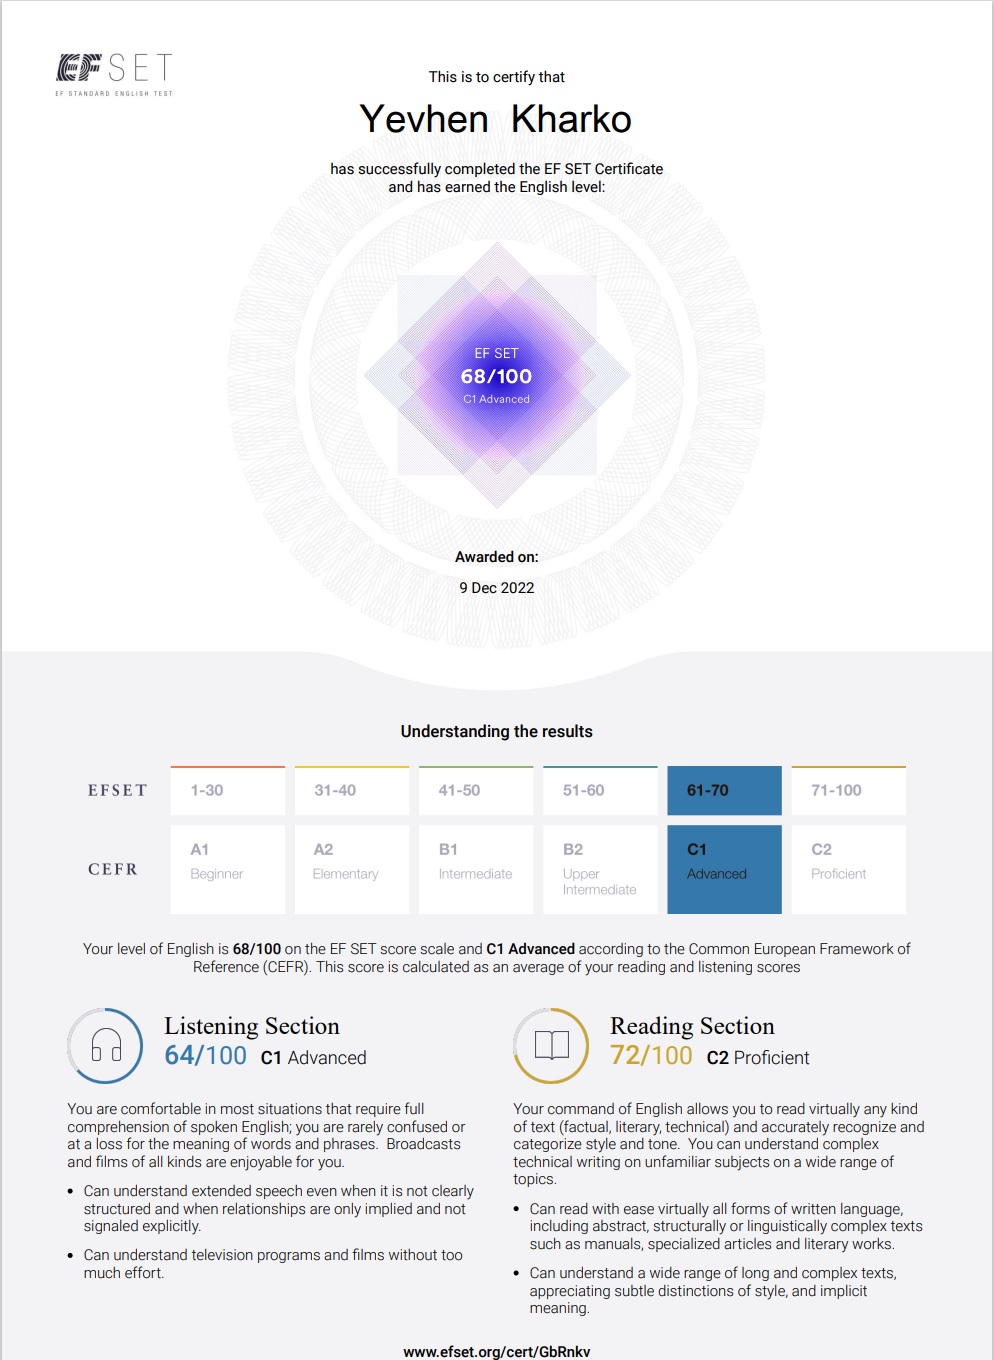 EF SET
EF STANDARD ENGLISH TEST
This is to certify that
Yevhen Kharko
has successfully completed the EF SET Certificate
and has earned the English level:
EF SET
68/100
C1 Advanced
Awarded on:
9 Dec 2022
Understanding the results
EFSET 1-30 31-40 41-50 51-60 61-70 71-100
CEFR
A1 A2 B1 B2 C1 C2
Beginner Elementary Intermediate Upper Advanced Proficient
Intermediate
Your level of English is 68/100 on the EF SET score scale and C1 Advanced according to the Common European Framework of
Reference (CEFR). This score is calculated as an average of your reading and listening scores
Listening Section
64/100 C1 Advanced
You are comfortable in most situations that require full
comprehension of spoken English; you are rarely confused or
at a loss for the meaning of words and phrases. Broadcasts
and films of all kinds are enjoyable for you.
• Can understand extended speech even when it is not clearly
structured and when relationships are only implied and not
signaled explicitly.
• Can understand television programs and films without too
much effort.
Reading Section
72/100 C2 Proficient
Your command of English allows you to read virtually any kind
of text (factual, literary, technical) and accurately recognize and
categorize style and tone. You can understand complex
technical writing on unfamiliar subjects on a wide range of
topics.
• Can read with ease virtually all forms of written language,
including abstract, structurally or linguistically complex texts
such as manuals, specialized articles and literary works.
• Can understand a wide range of long and complex texts,
appreciating subtle distinctions of style, and implicit
meaning.
www.efset.org/cert/GbRnkv